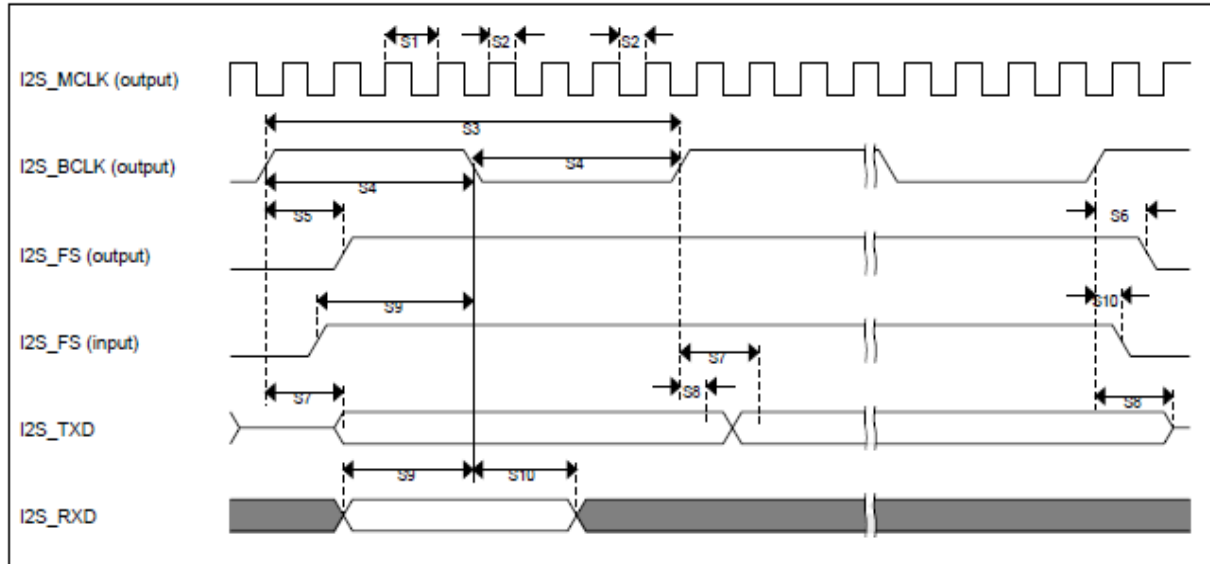 S1 S2 S2
I2S_MCLK (output)
S3
I2S_BCLK (output) S4
S4
S5 S6
I2S_FS (output)
S9 S10
I2S_FS (input)
S7
S7 S8 S8
I2S_TXD
S9 S10
I2S_RXD